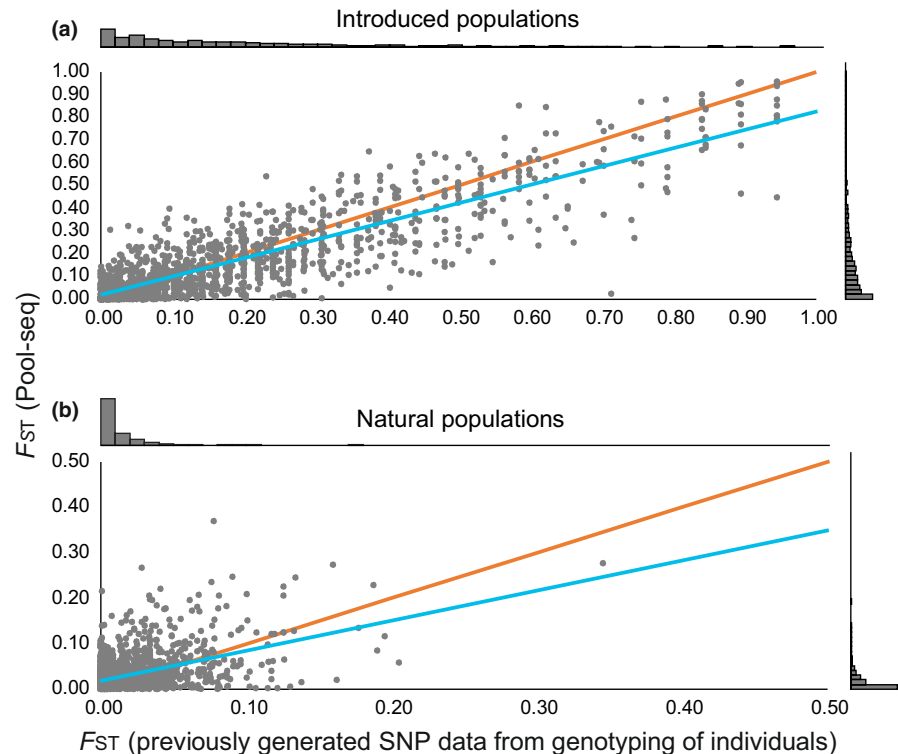 Introduced populations
(a)
1.00
0.90
0.80
0.70
0.60
0.50
0.40
0.30
0.20
0.10
0.00
0.00 0.10 0.20 0.30 0.40 0.50 0.60 0.70 0.80 0.90 1.00
FST (Pool-seq)
(b)
Natural populations
0.50
0.40
0.30
0.20
0.10
0.00
0.00 0.10 0.20 0.30 0.40 0.50
FST (previously generated SNP data from genotyping of individuals)